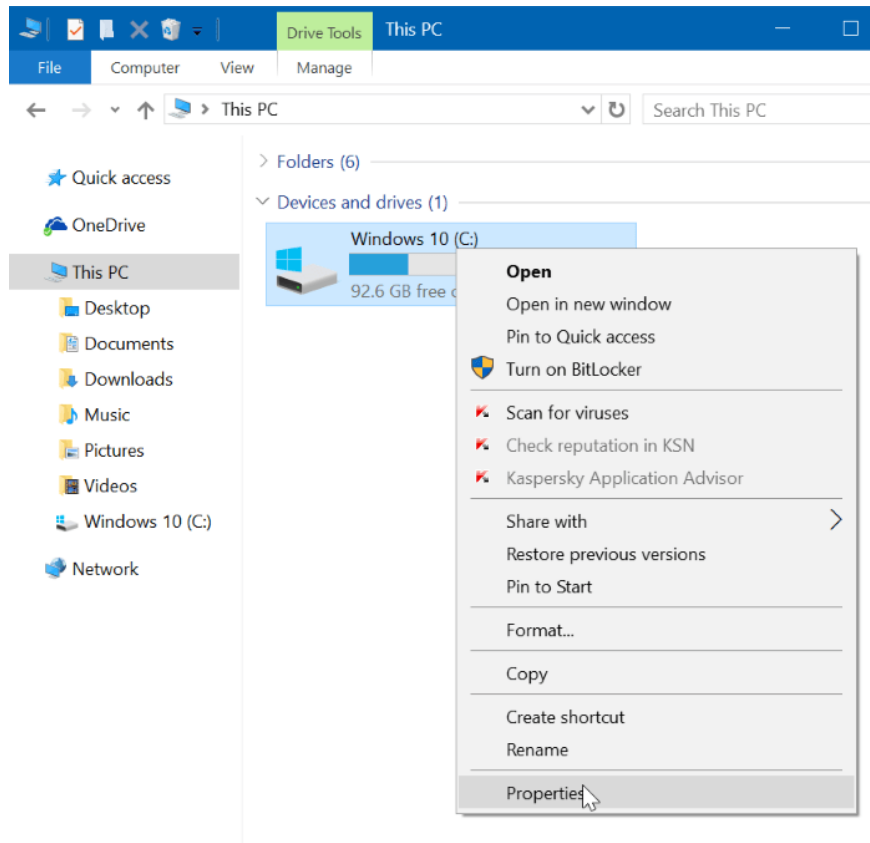 Drive Tools
This PC
File
Computer
View
Manage
This PC
Search This PC
Quick access
OneDrive
This PC
Desktop
Documents
Downloads
Music
Pictures
Videos
Windows 10 (C:)
Network
Folders (6)
Devices and drives (1)
Windows 10 (C:)
92.6 GB free
Open
Open in new window
Pin to Quick access
Turn on BitLocker
Scan for viruses
Check reputation in KSN
Kaspersky Application Advisor
Share with
Restore previous versions
Pin to Start
Format...
Copy
Create shortcut
Rename
Properties